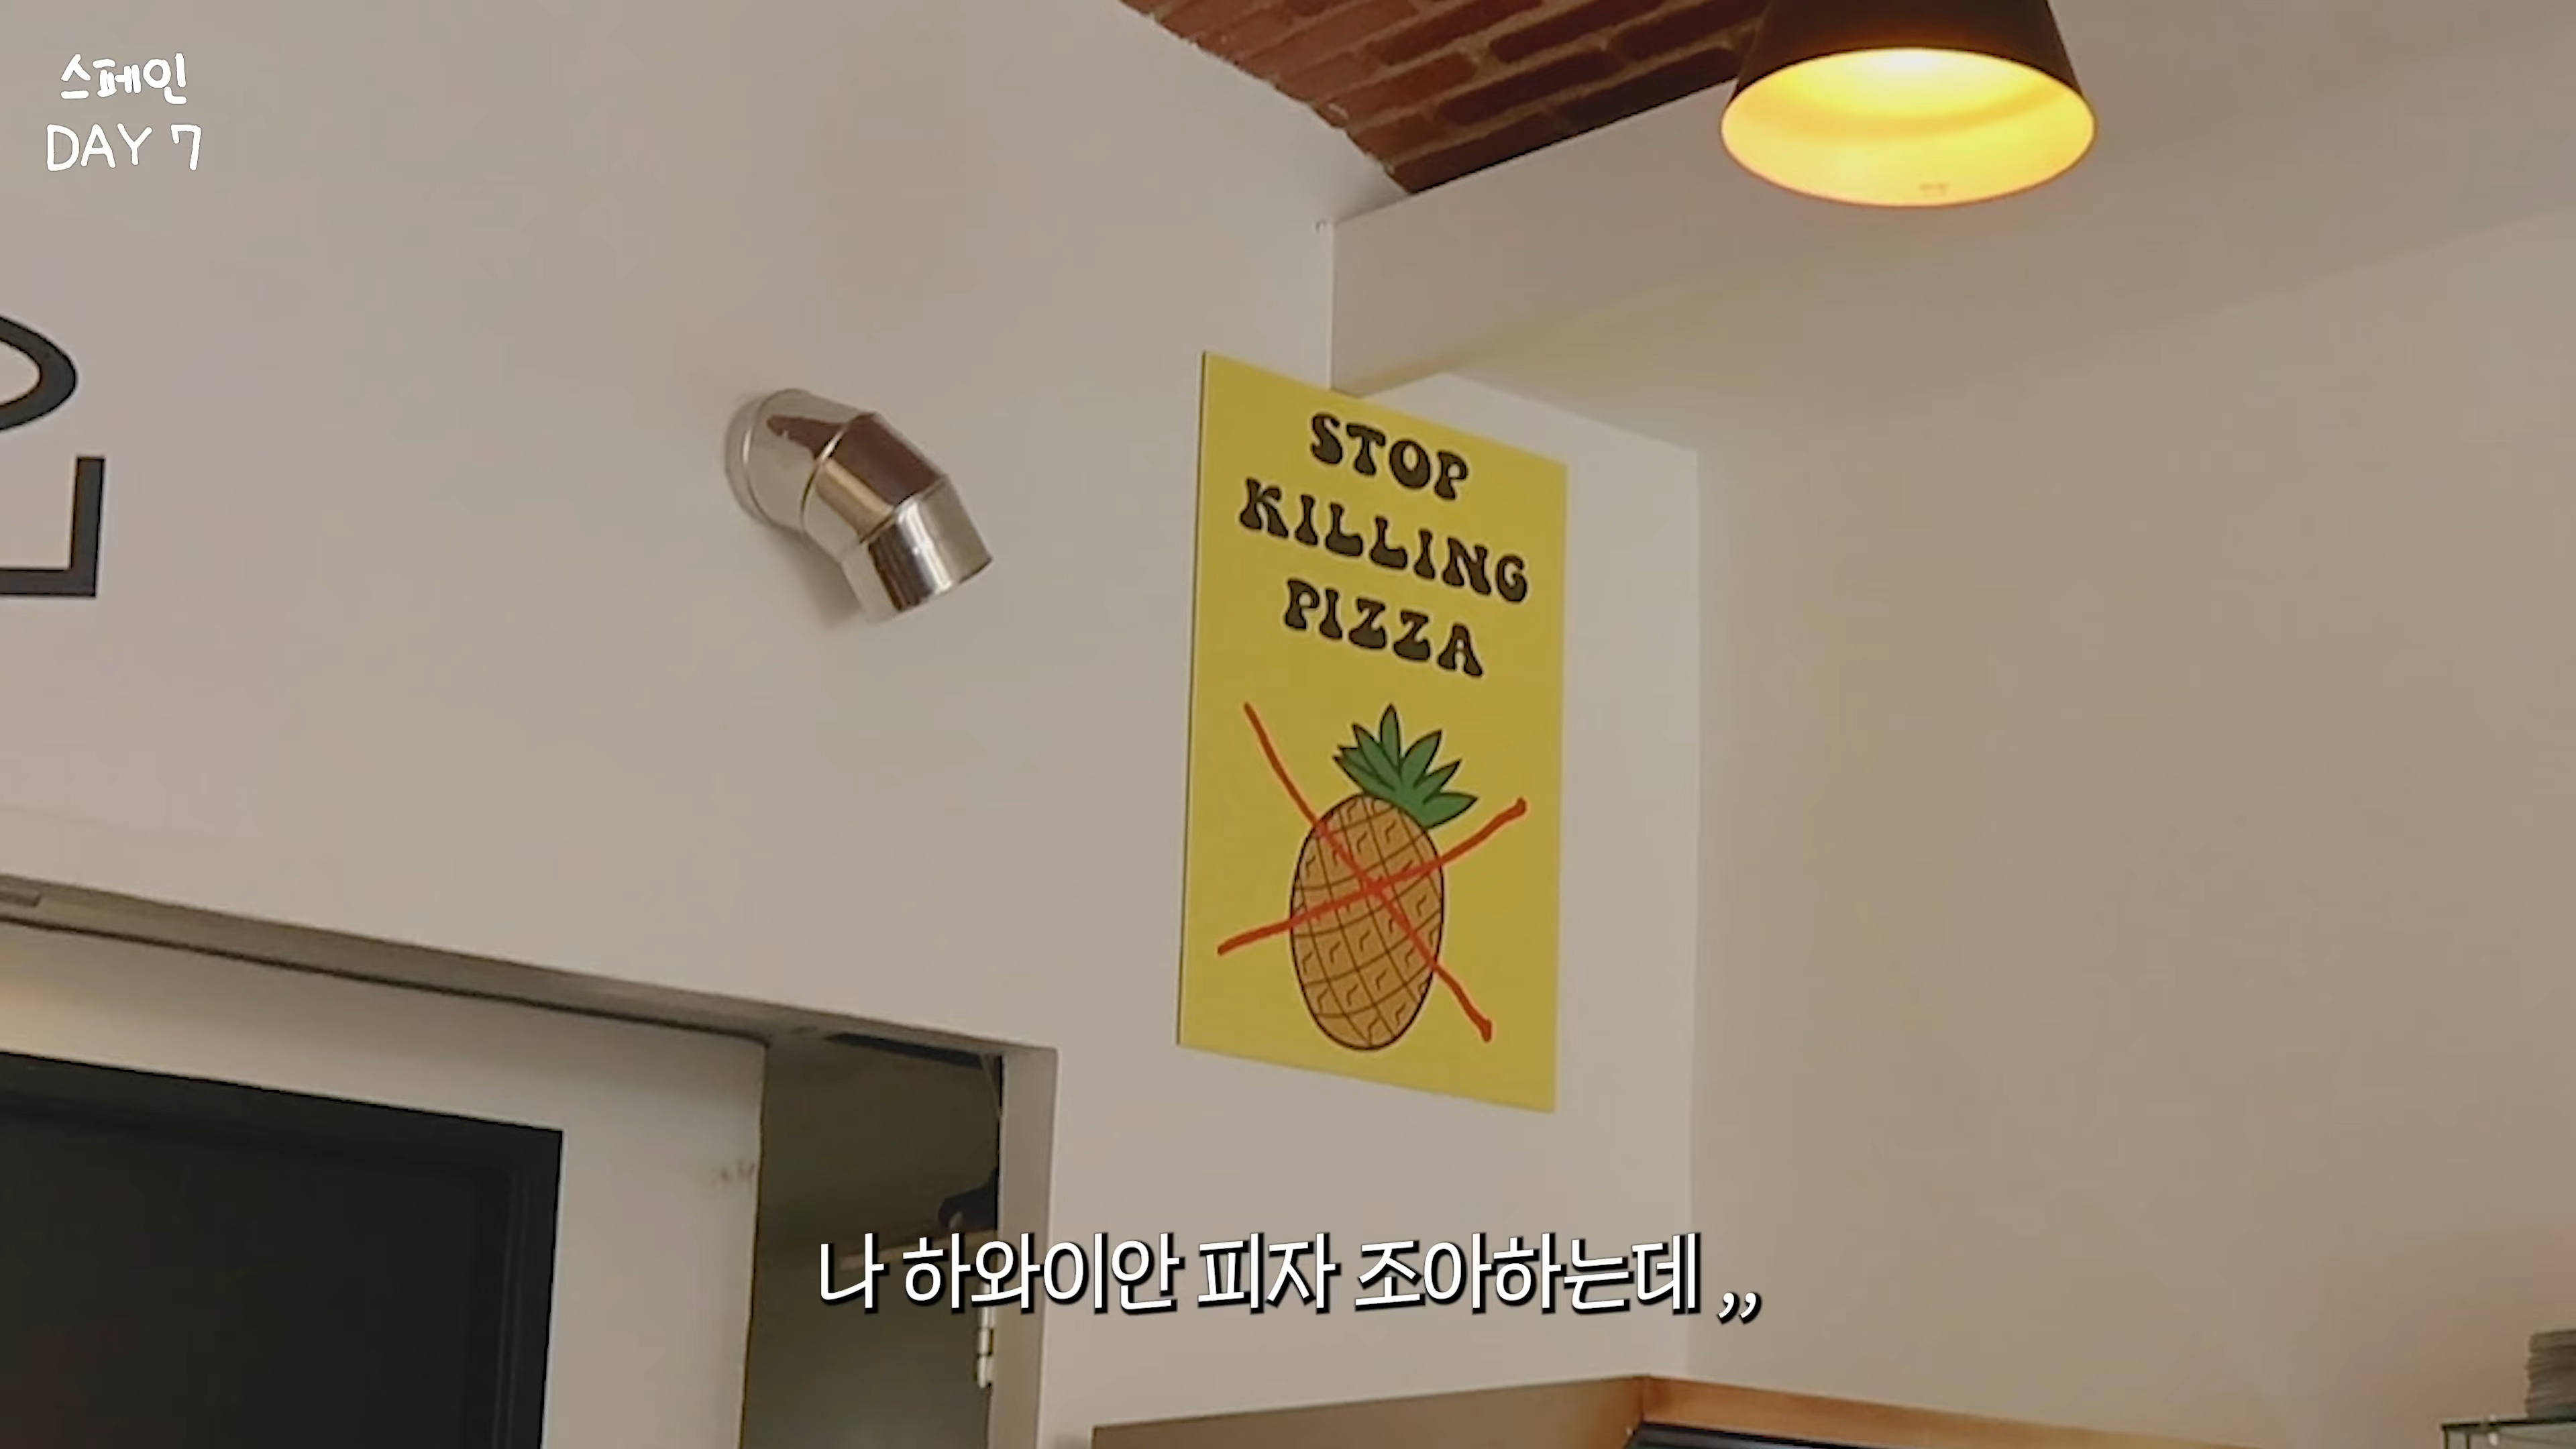 스페인
DAY 7
STOP
KILLING
PIZZA
나 하와이안 피자 조아하는데 ,,